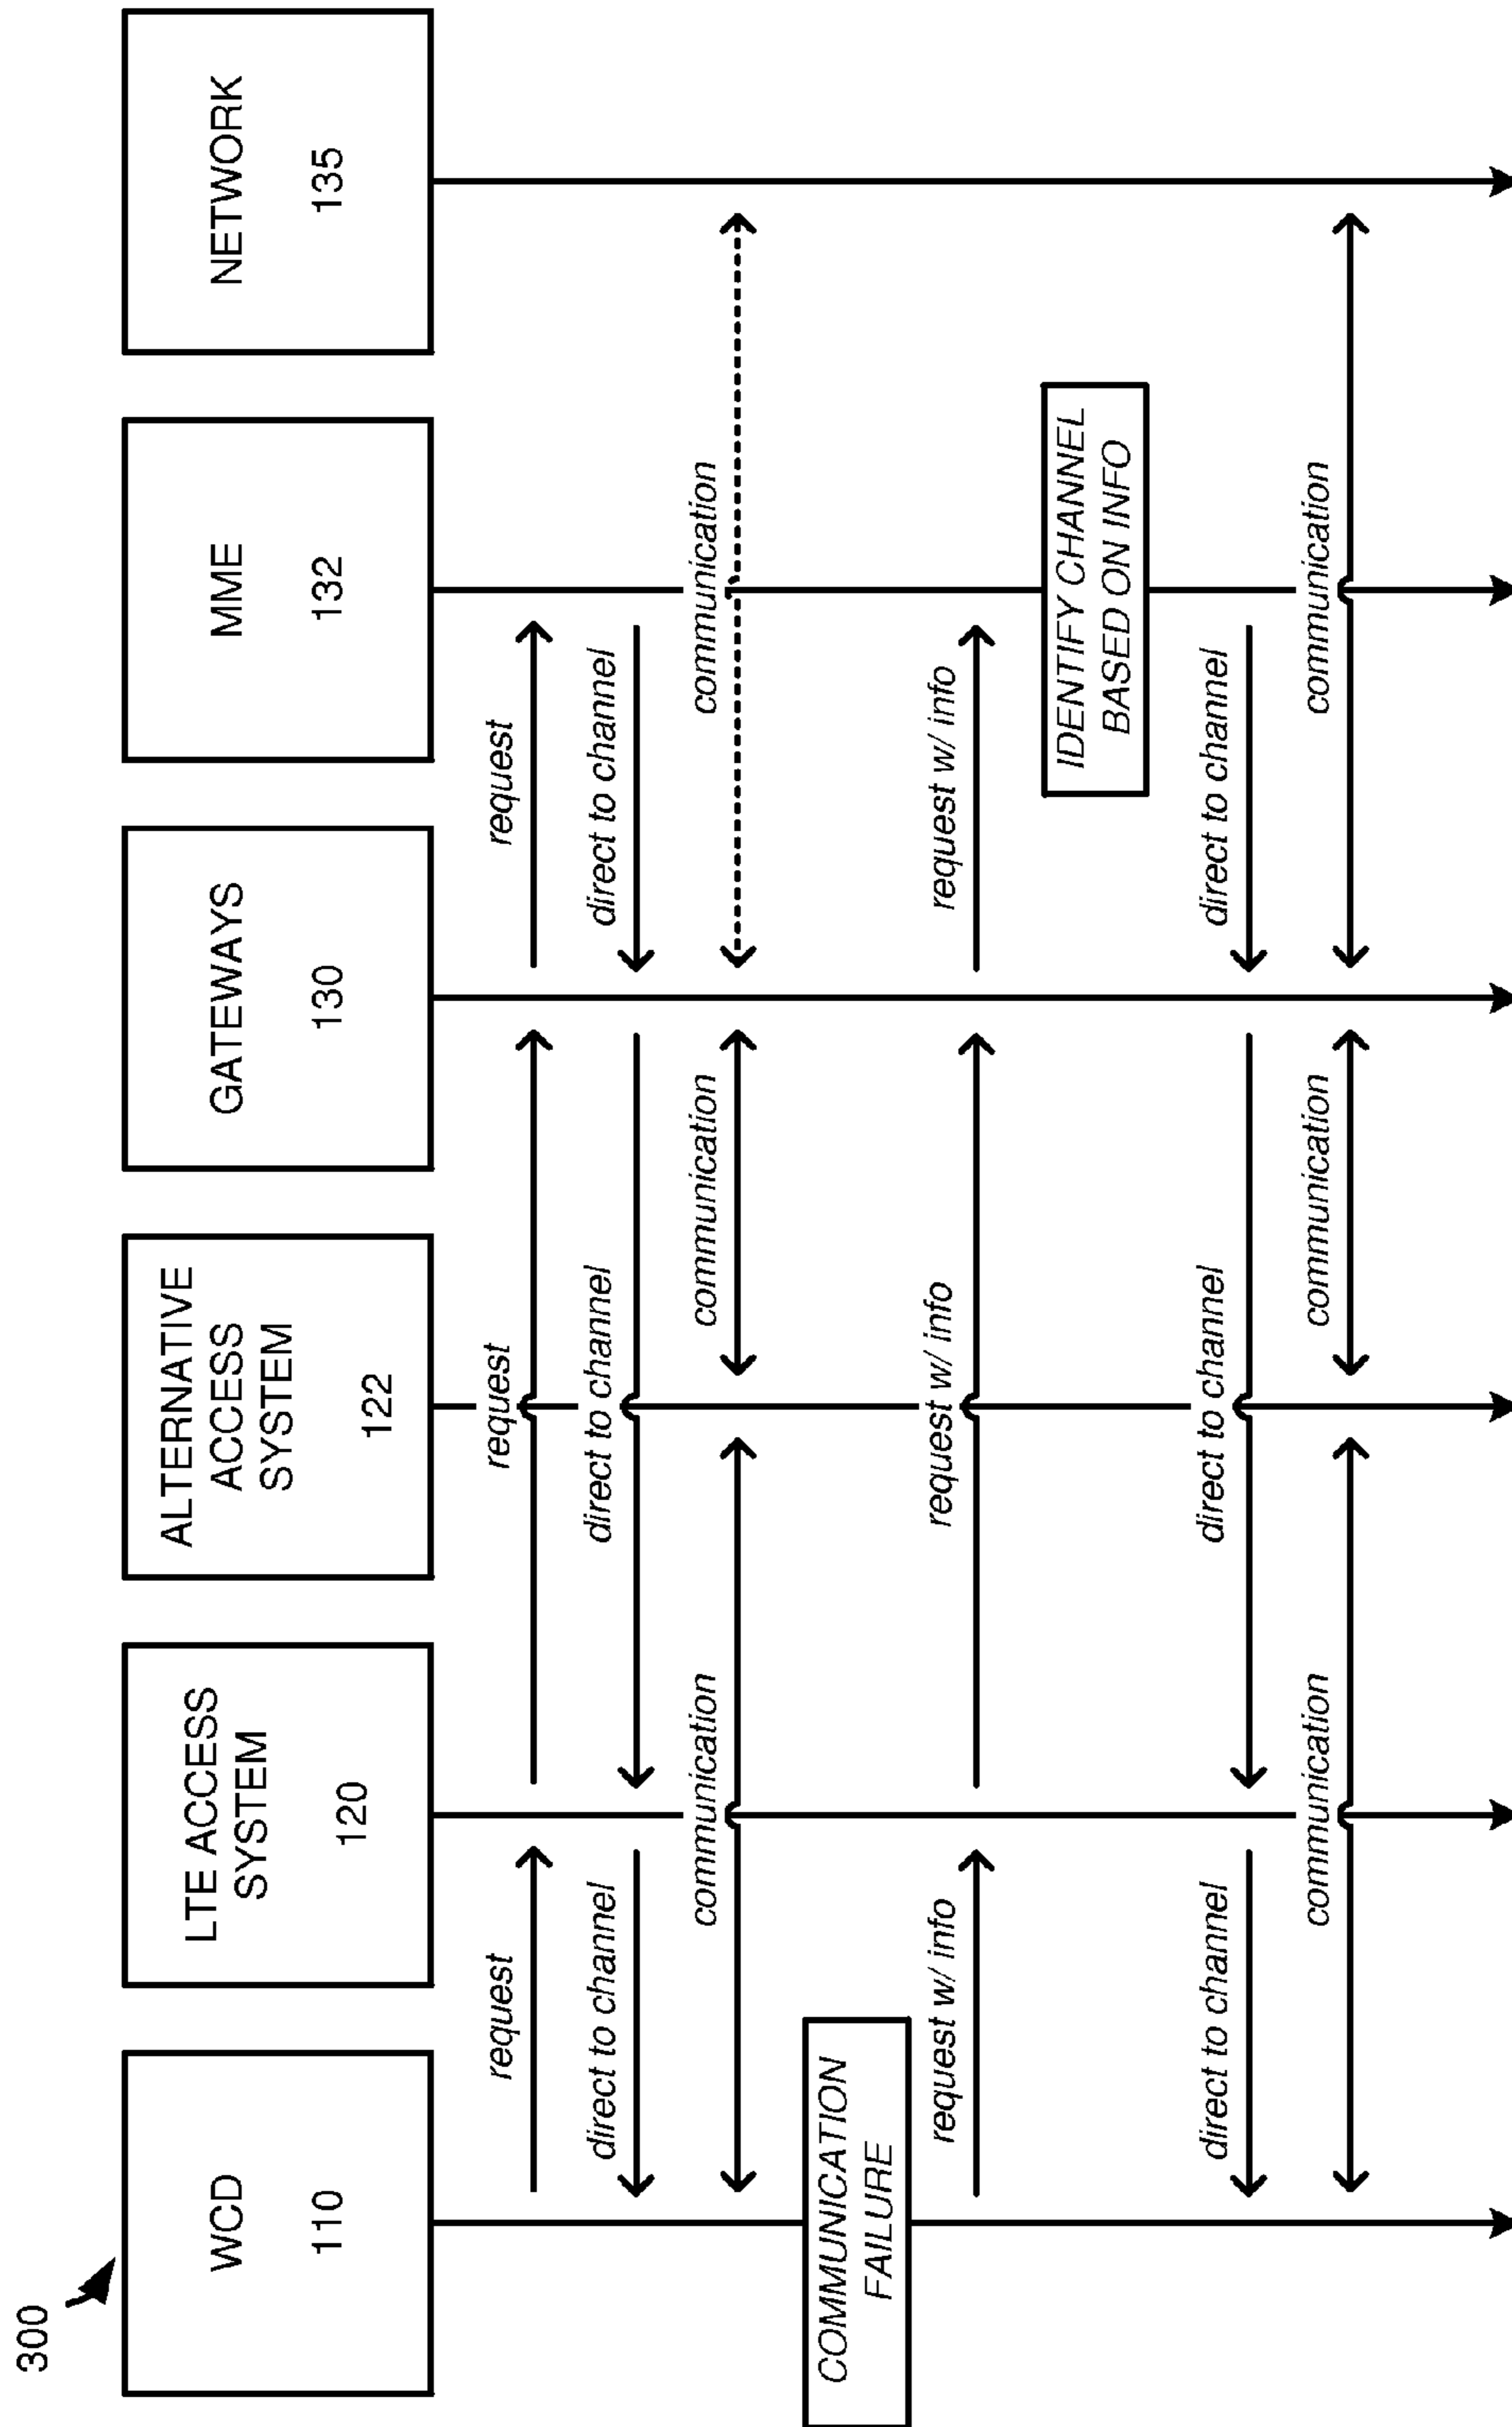 300
WCD
110
LTE ACCESS
SYSTEM
120
ALTERNATIVE
ACCESS
SYSTEM
122
GATEWAYS
130
MME
132
NETWORK
135
request
request
request
direct to channel
direct to channel
direct to channel
communication
communication
communication
COMMUNICATION
FAILURE
request w/ info
request w/ info
request w/ info
IDENTIFY CHANNEL
BASED ON INFO
direct to channel
direct to channel
direct to channel
communication
communication
communication